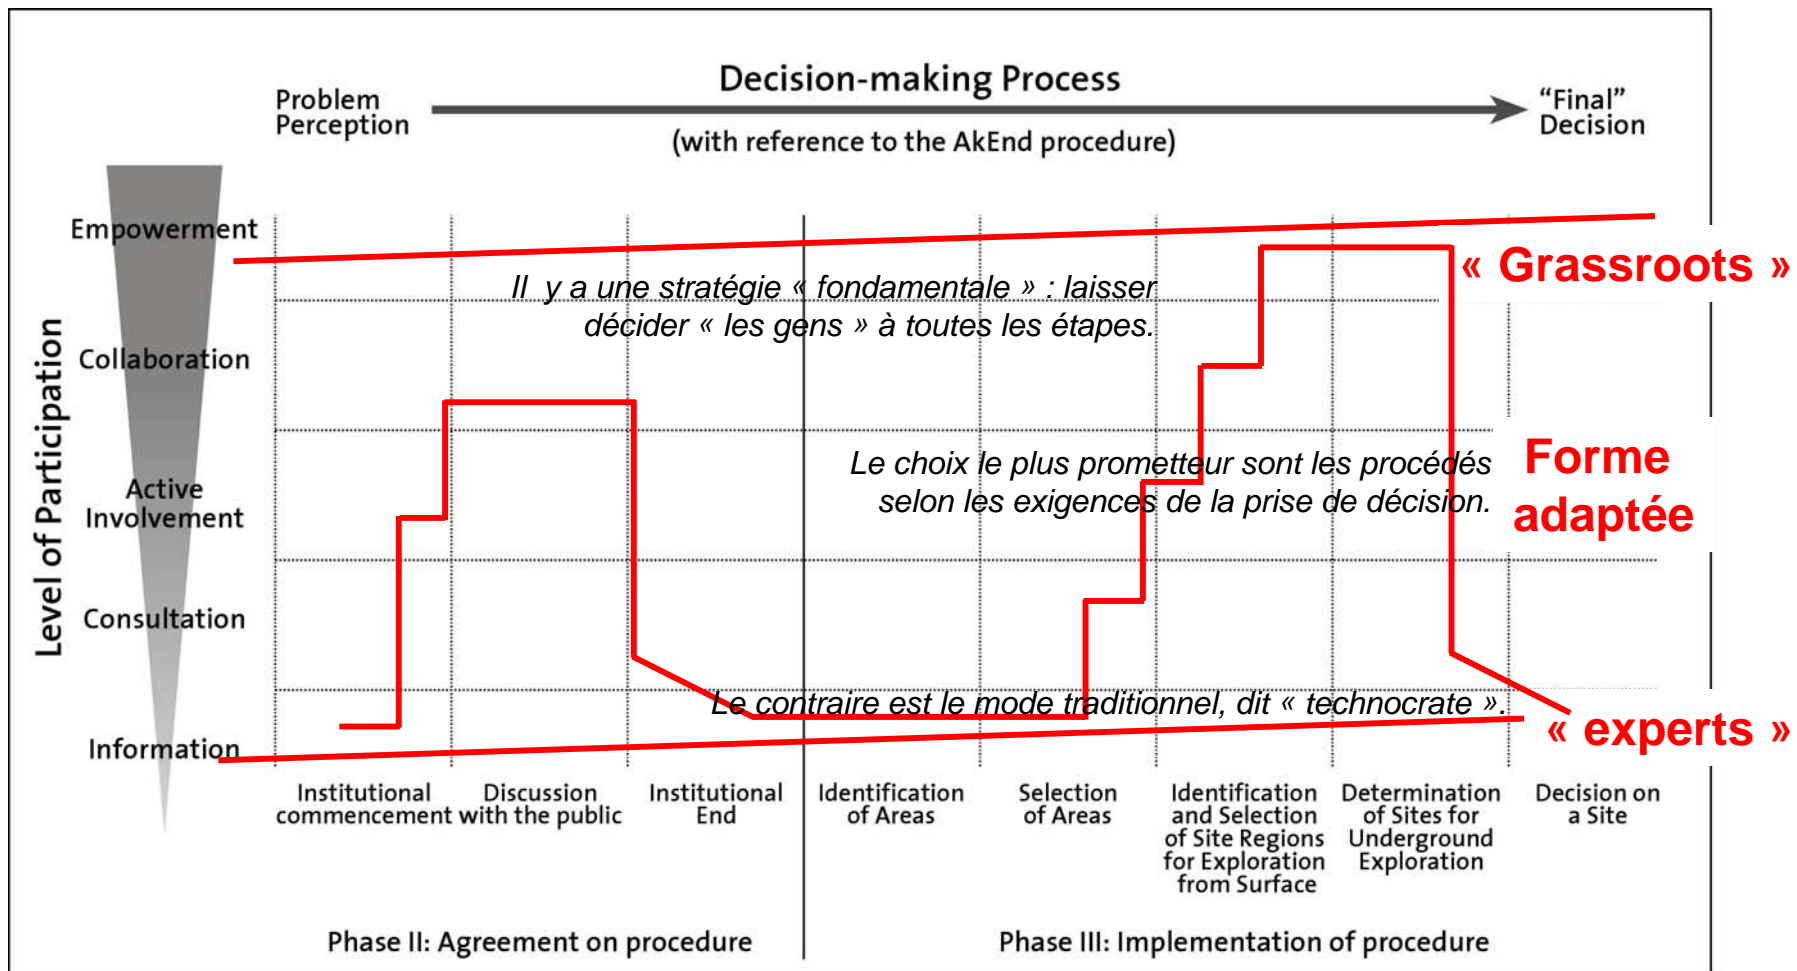 Decision-making Process
Problem
Perception
“Final”
Decision
(with reference to the AkEnd procedure)
Level of Participation
Empowerment
Collaboration
Active
Involvement
Consultation
Information
Il y a une stratégie « fondamentale » : laisser
décider « les gens » à toutes les étapes.
« Grassroots »
Le choix le plus prometteur sont les procédés
selon les exigences de la prise de décision.
Forme
adaptée
Le contraire est le mode traditionnel, dit « technocrate ».
« experts »
Institutional
commencement
Discussion
with the public
Institutional
End
Identification
of Areas
Selection
of Areas
Identification
and Selection
of Site Regions
for Exploration
from Surface
Determination
of Sites for
Underground
Exploration
Decision on
a Site
Phase II: Agreement on procedure
Phase III: Implementation of procedure